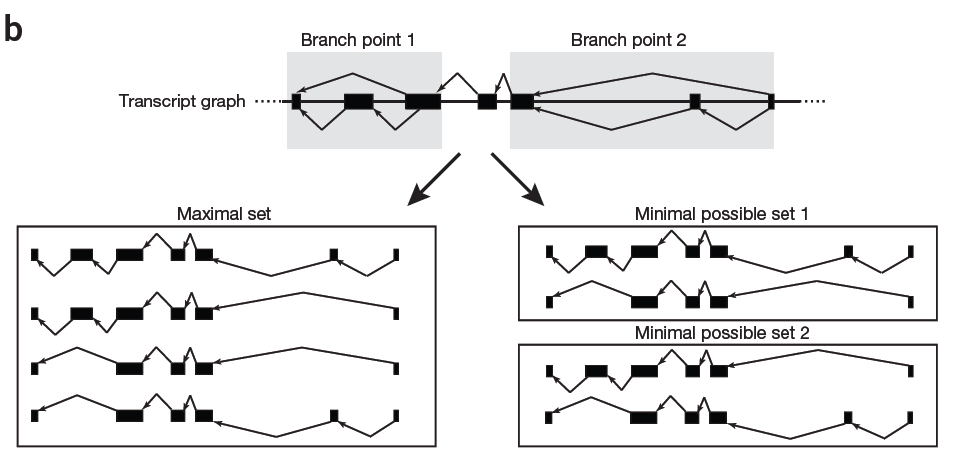 b
Branch point 1
Branch point 2
Transcript graph
Maximal set
Minimal possible set 1
Minimal possible set 2